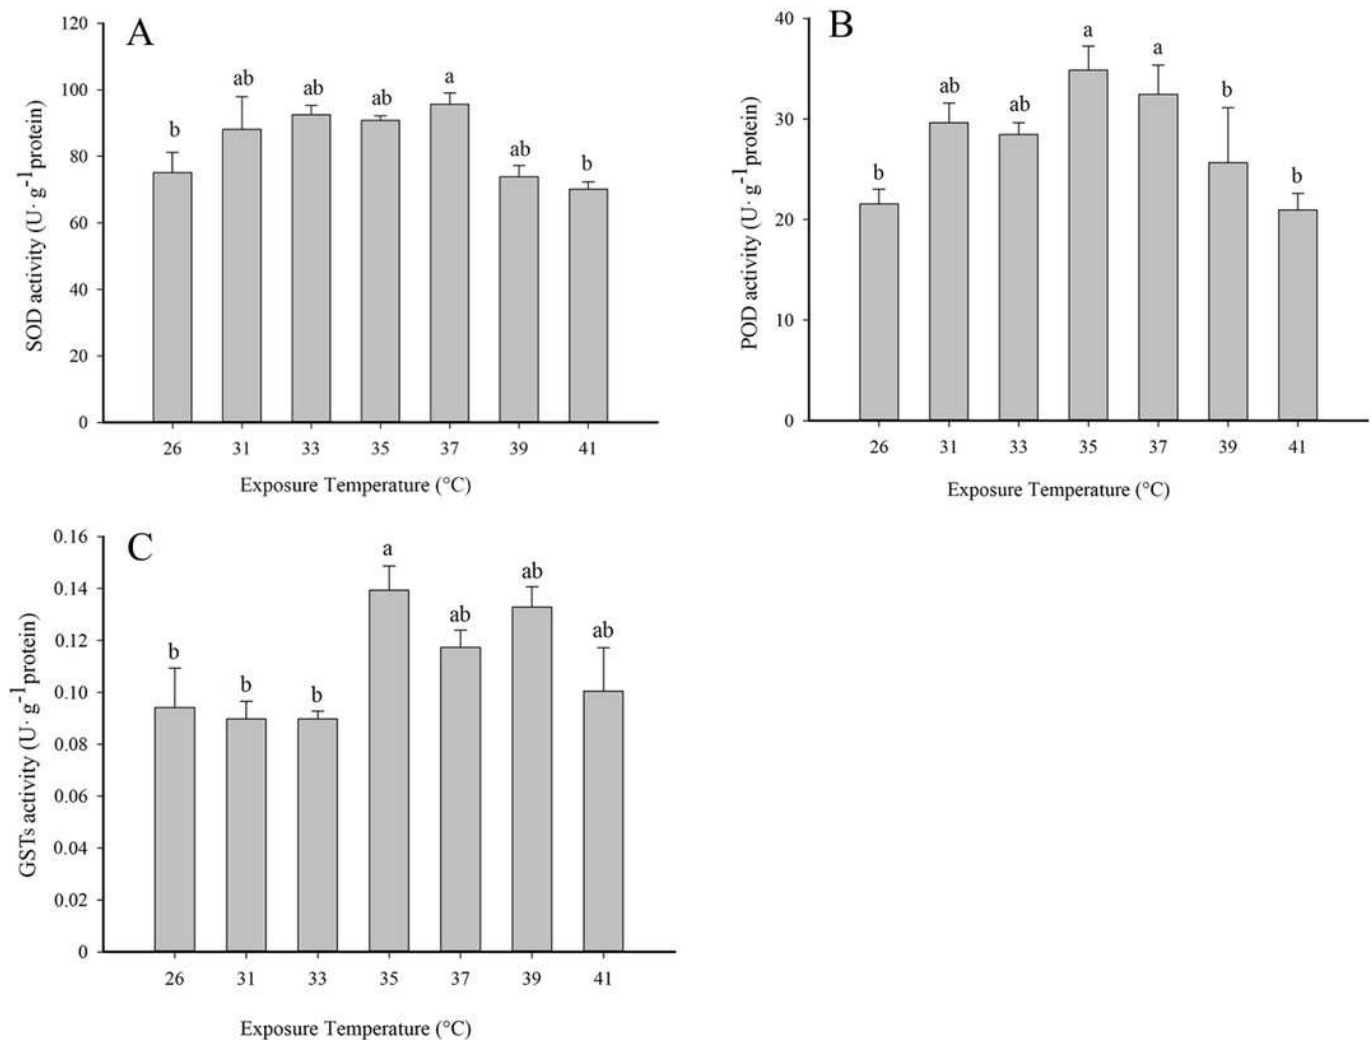 A
SOD activity (U· g-1protein)
120
100
80
60
40
20
0
b
ab
ab
ab
a
ab
b
26 31 33 35 37 39 41
Exposure Temperature (°C)
B
POD activity (U· g-1protein)
40
30
20
10
0
b
ab
ab
a
a
b
b
26 31 33 35 37 39 41
Exposure Temperature (°C)
C
GSTs activity (U· g-1protein)
0.16
0.14
0.12
0.10
0.08
0.06
0.04
0.02
0
b
b
b
a
ab
ab
ab
26 31 33 35 37 39 41
Exposure Temperature (°C)